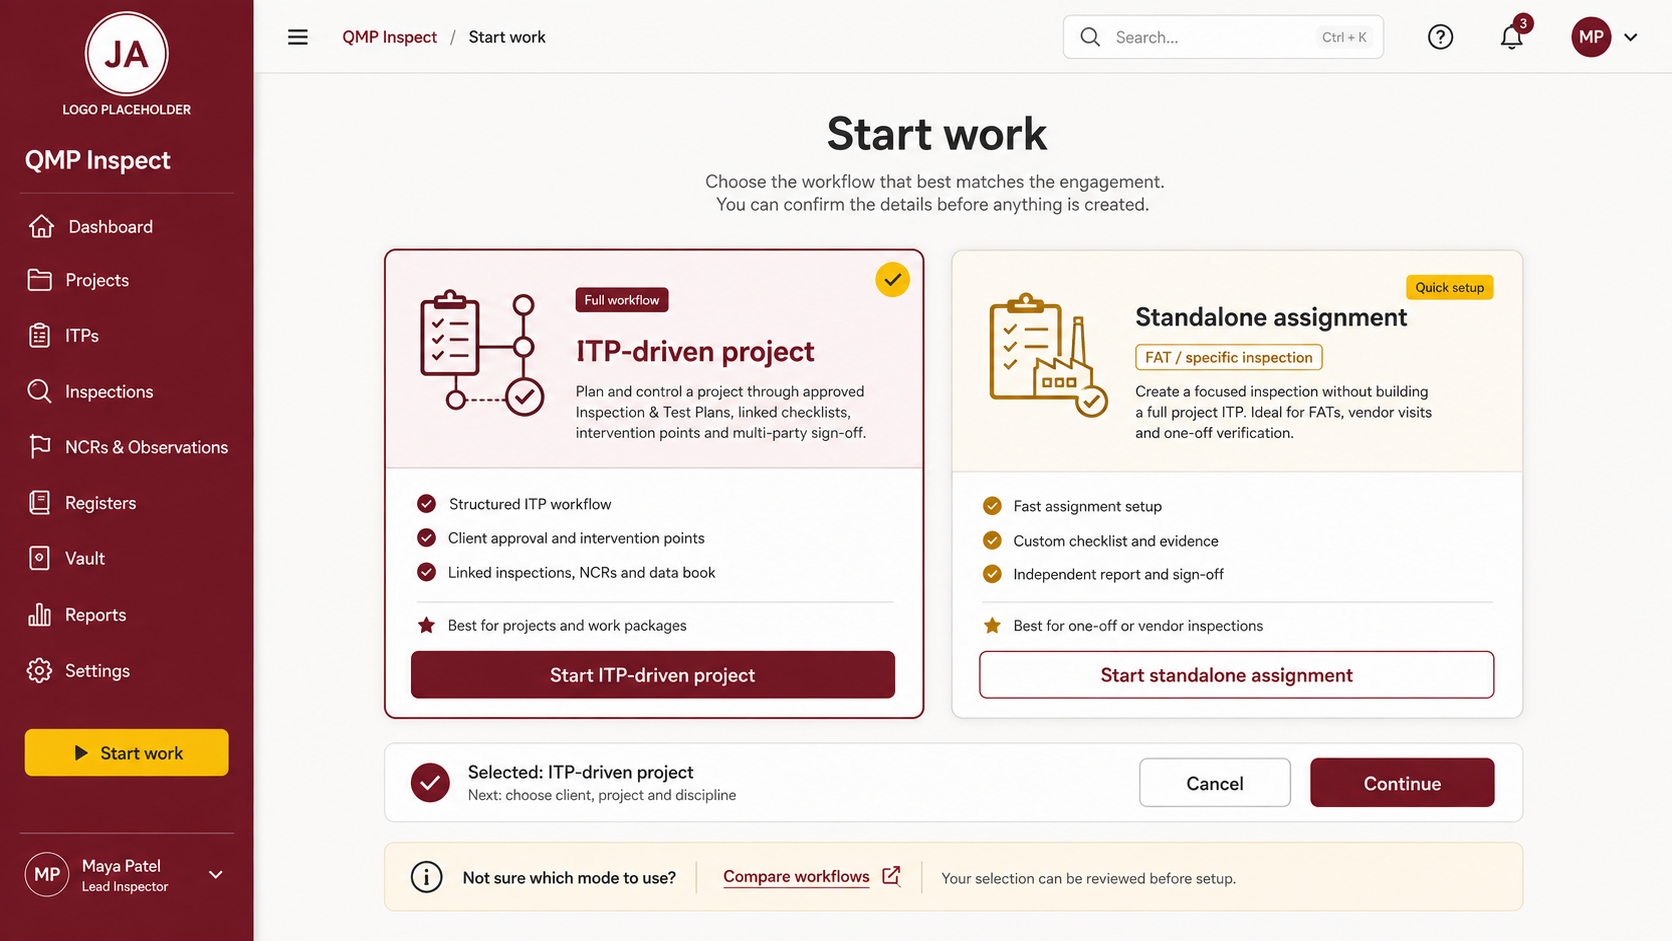 JA
LOGO PLACEHOLDER
QMP Inspect
Dashboard
Projects
ITPs
Inspections
NCRs & Observations
Registers
Vault
Reports
Settings
Start work
MP
Maya Patel
Lead Inspector
QMP Inspect / Start work
Search...
Ctrl + K
3
MP
Start work
Choose the workflow that best matches the engagement.
You can confirm the details before anything is created.
Full workflow
ITP-driven project
Plan and control a project through approved
Inspection & Test Plans, linked checklists,
intervention points and multi-party sign-off.
Structured ITP workflow
Client approval and intervention points
Linked inspections, NCRs and data book
Best for projects and work packages
Start ITP-driven project
Quick setup
Standalone assignment
FAT / specific inspection
Create a focused inspection without building
a full project ITP. Ideal for FATs, vendor visits
and one-off verification.
Fast assignment setup
Custom checklist and evidence
Independent report and sign-off
Best for one-off or vendor inspections
Start standalone assignment
Selected: ITP-driven project
Next: choose client, project and discipline
Cancel
Continue
Not sure which mode to use?
Compare workflows
Your selection can be reviewed before setup.